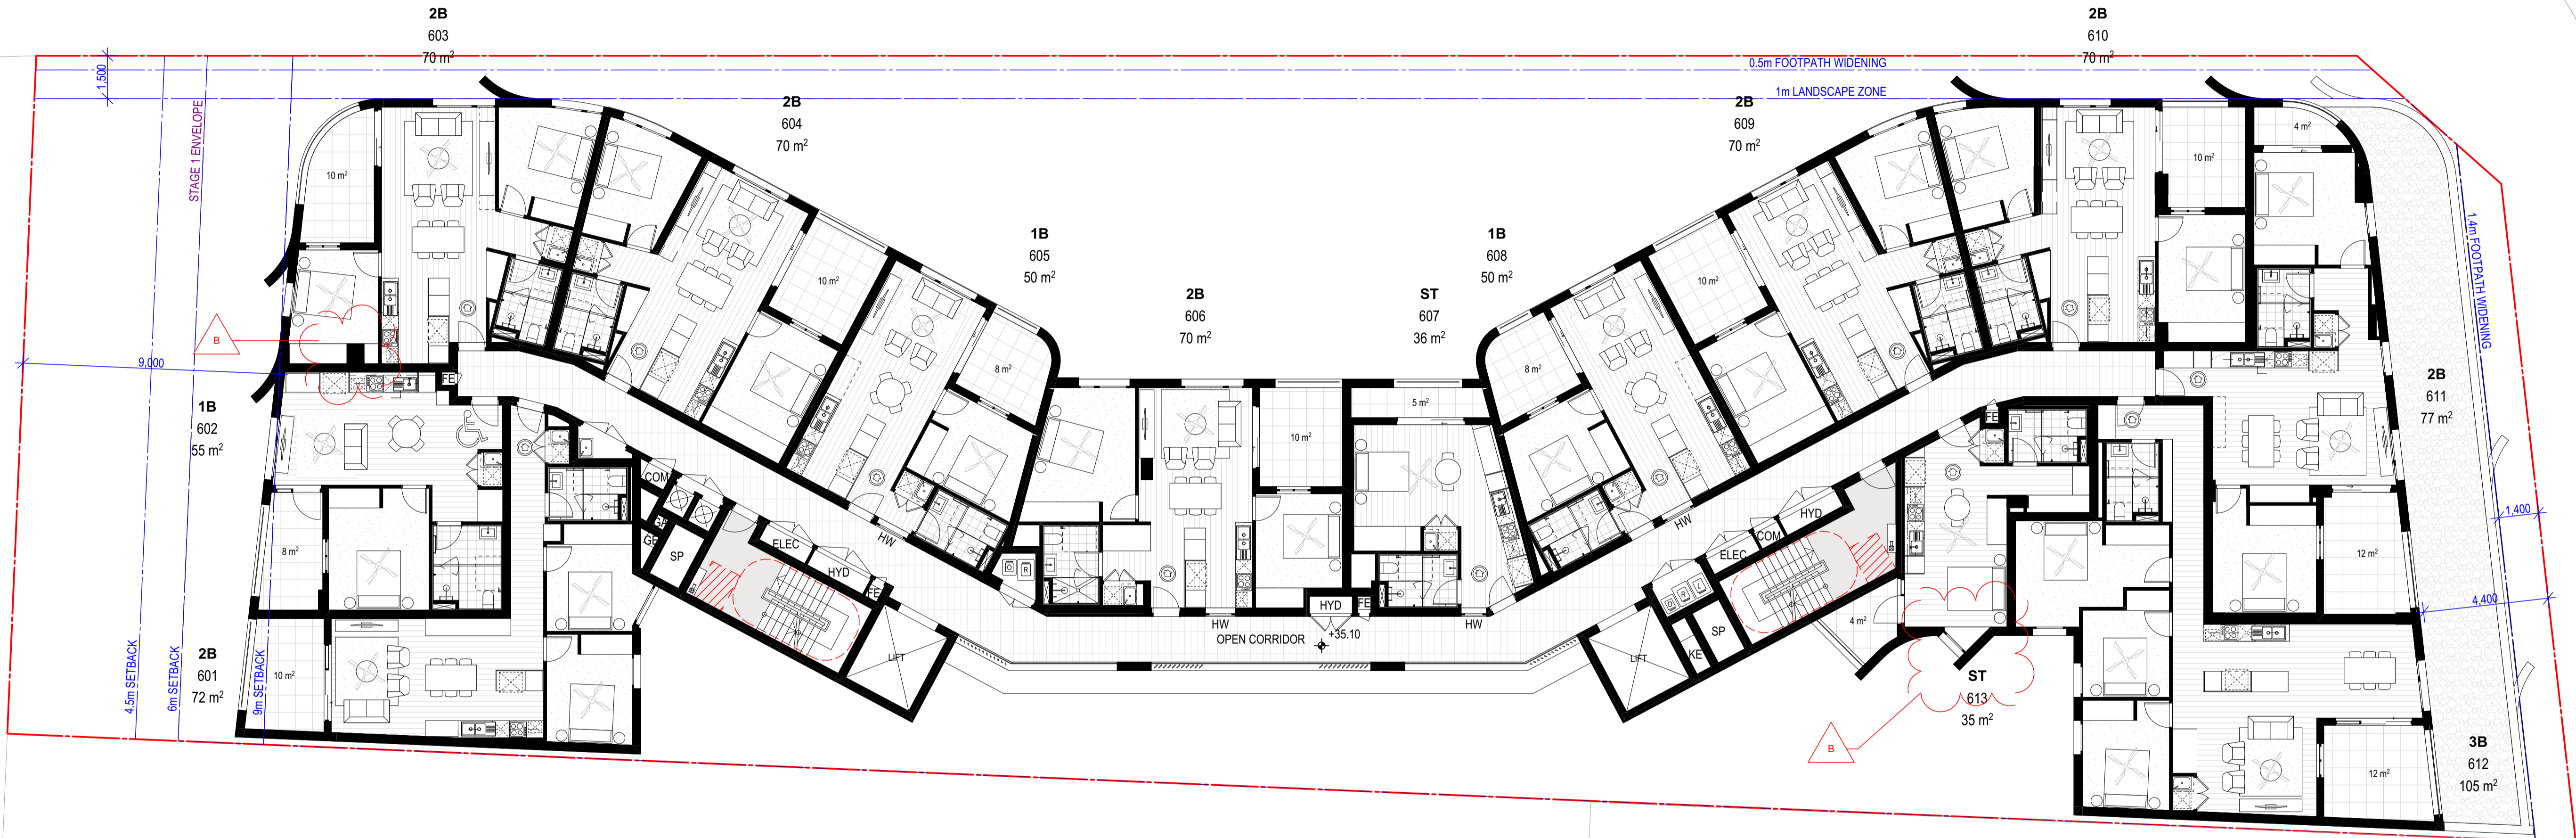 2B
603
70 m²
2B
610
70 m²
1,500
0.5m FOOTPATH WIDENING
1m LANDSCAPE ZONE
STAGE 1 ENVELOPE
2B
604
70 m²
2B
609
70 m²
4 m²
10 m²
10 m²
1.4m FOOTPATH WIDENING
1B
605
50 m²
1B
608
50 m²
10 m²
10 m²
2B
606
70 m²
ST
607
36 m²
B
9,000
8 m²
8 m²
FE
5 m²
1B
602
55 m²
2B
611
77 m²
FE
10 m²
COM
GA
GE
SP
ELEC
HYD
FE
HW
HW
HYD
COM
ELEC
1,400
8 m²
12 m²
R
HYD
FE
HW
HW
+35.10
OPEN CORRIDOR
LIFT
LIFT
KE
SP
R
4 m²
4,400
2B
601
72 m²
10 m²
4.5m SETBACK
6m SETBACK
9m SETBACK
ST
613
35 m²
B
12 m²
3B
612
105 m²